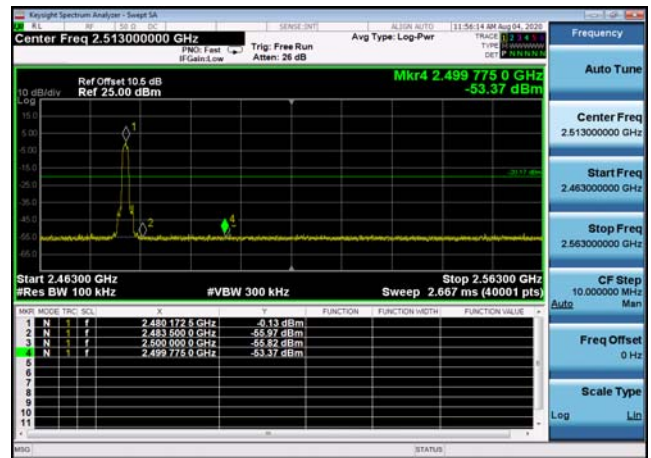 Keysight Spectrum Analyzer - Swept SA
RL RF 50 Ω DC SENSE:INT ALIGN AUTO 11:56:14 AM Aug 04, 2020
Center Freq 2.513000000 GHz
PNO: Fast
IFGain:Low
Trig: Free Run
Atten: 26 dB
Avg Type: Log-Pwr
TRACE 1 2 3 4 5 6
TYPE
DET P N N N N N
Frequency
Auto Tune
Center Freq
2.513000000 GHz
Start Freq
2.463000000 GHz
Stop Freq
2.563000000 GHz
CF Step
10.000000 MHz
Auto Man
Freq Offset
0 Hz
Scale Type
Log Lin
Mkr4 2.499 775 0 GHz
-53.37 dBm
Ref Offset 10.5 dB
10 dB/div Ref 25.00 dBm
Log
15.0
5.00
-5.00
-15.0
-25.0
-35.0
-45.0
-55.0
-65.0
1
2
4
-20.17 dBm
Start 2.46300 GHz Stop 2.56300 GHz
#Res BW 100 kHz #VBW 300 kHz Sweep 2.667 ms (40001 pts)
MKR MODE TRC SCL X Y FUNCTION FUNCTION WIDTH FUNCTION VALUE
1 N 1 f 2.480 172 5 GHz -0.13 dBm
2 N 1 f 2.483 500 0 GHz -55.97 dBm
3 N 1 f 2.500 000 0 GHz -55.82 dBm
4 N 1 f 2.499 775 0 GHz -53.37 dBm
5
6
7
8
9
10
11
MSG STATUS